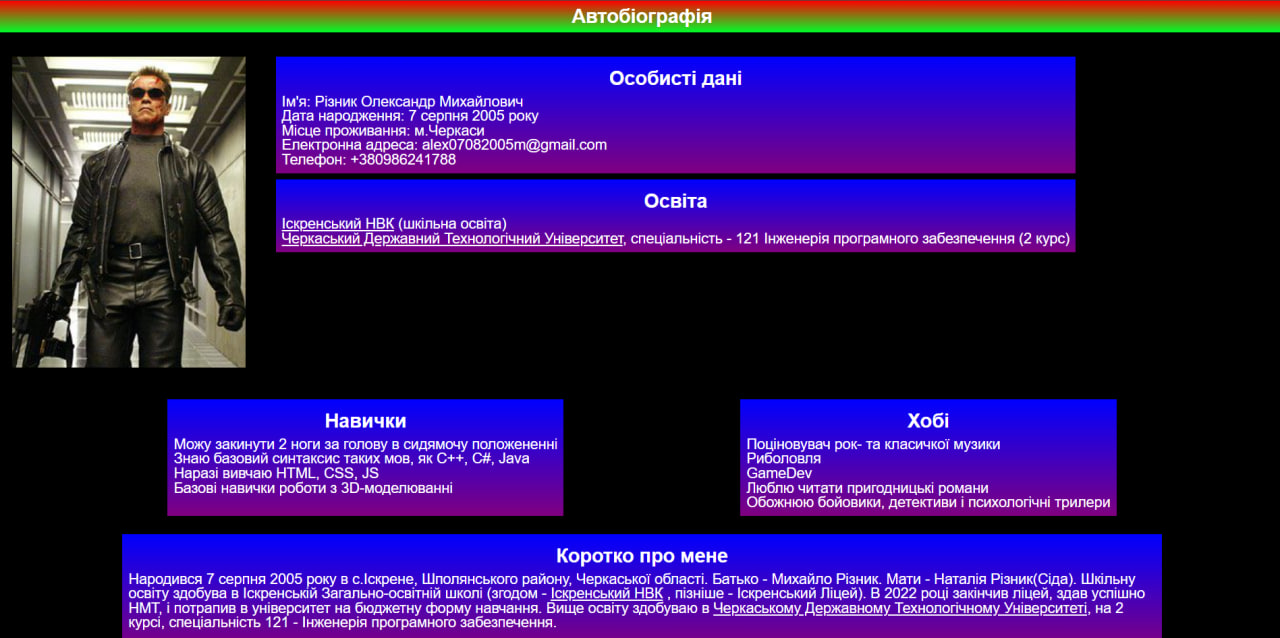 Автобіографія
Особисті дані
Ім'я: Різник Олександр Михайлович
Дата народження: 7 серпня 2005 року
Місце проживання: м.Черкаси
Електронна адреса: alex07082005m@gmail.com
Телефон: +380986241788
Освіта
Іскренський НВК (шкільна освіта)
Черкаський Державний Технологічний Університет, спеціальність - 121 Інженерія програмного забезпечення (2 курс)
Навички
Можу закинути 2 ноги за голову в сидямочу положененні
Знаю базовий синтаксис таких мов, як C++, C#, Java
Наразі вивчаю HTML, CSS, JS
Базові навички роботи з 3D-моделюванні
Хобі
Поціновувач рок- та класичкої музики
Риболовля
GameDev
Люблю читати пригодницькі романи
Обожнюю бойовики, детективи і психологічні трилери
Коротко про мене
Народився 7 серпня 2005 року в с.Іскрене, Шполянського району, Черкаської області. Батько - Михайло Різник. Мати - Наталія Різник(Сіда). Шкільну
освіту здобува в Іскренській Загально-освітній школі (згодом - Іскренський НВК , пізніше - Іскренський Ліцей). В 2022 році закінчив ліцей, здав успішно
НМТ, і потрапив в університет на бюджетну форму навчання. Вище освіту здобуваю в Черкаському Державному Технологічному Університеті, на 2
курсі, спеціальність 121 - Інженерія програмного забезпечення.